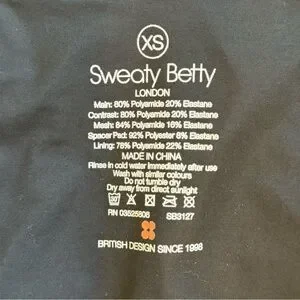 XS
Sweaty Betty
LONDON
Main: 80% Polyamide 20% Elastane
Contrast: 80% Polyamide 20% Elastane
Mesh: 84% Polyamide 16% Elastane
Spacer Pad: 92% Polyester 8% Elastane
Lining: 78% Polyamide 22% Elastane
MADE IN CHINA
Rinse in cold water immediately after use
Wash with similar colours
Do not tumble dry
Dry away from direct sunlight
30
RN 03525808 SB3127
BRITISH DESIGN SINCE 1998